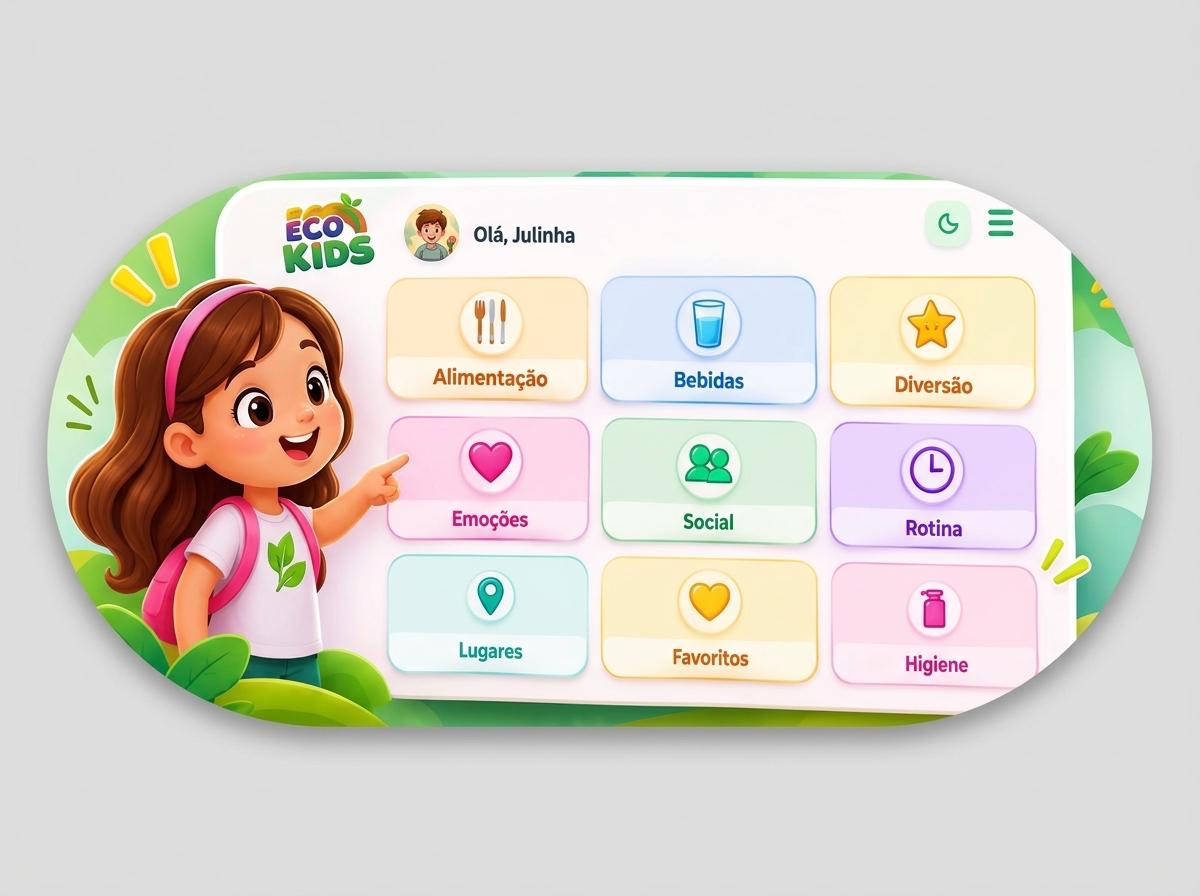 ECO
KIDS
Olá, Julinha
Alimentação
Bebidas
Diversão
Emoções
Social
Rotina
Lugares
Favoritos
Higiene